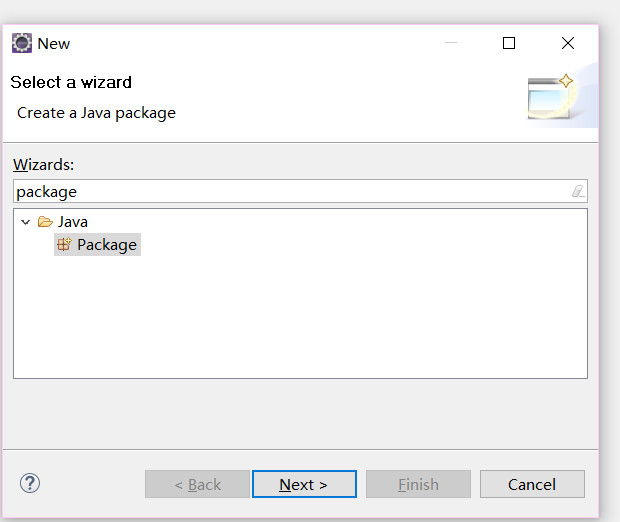 New
Select a wizard
Create a Java package
Wizards:
package
Java
Package
?
< Back Next > Finish Cancel